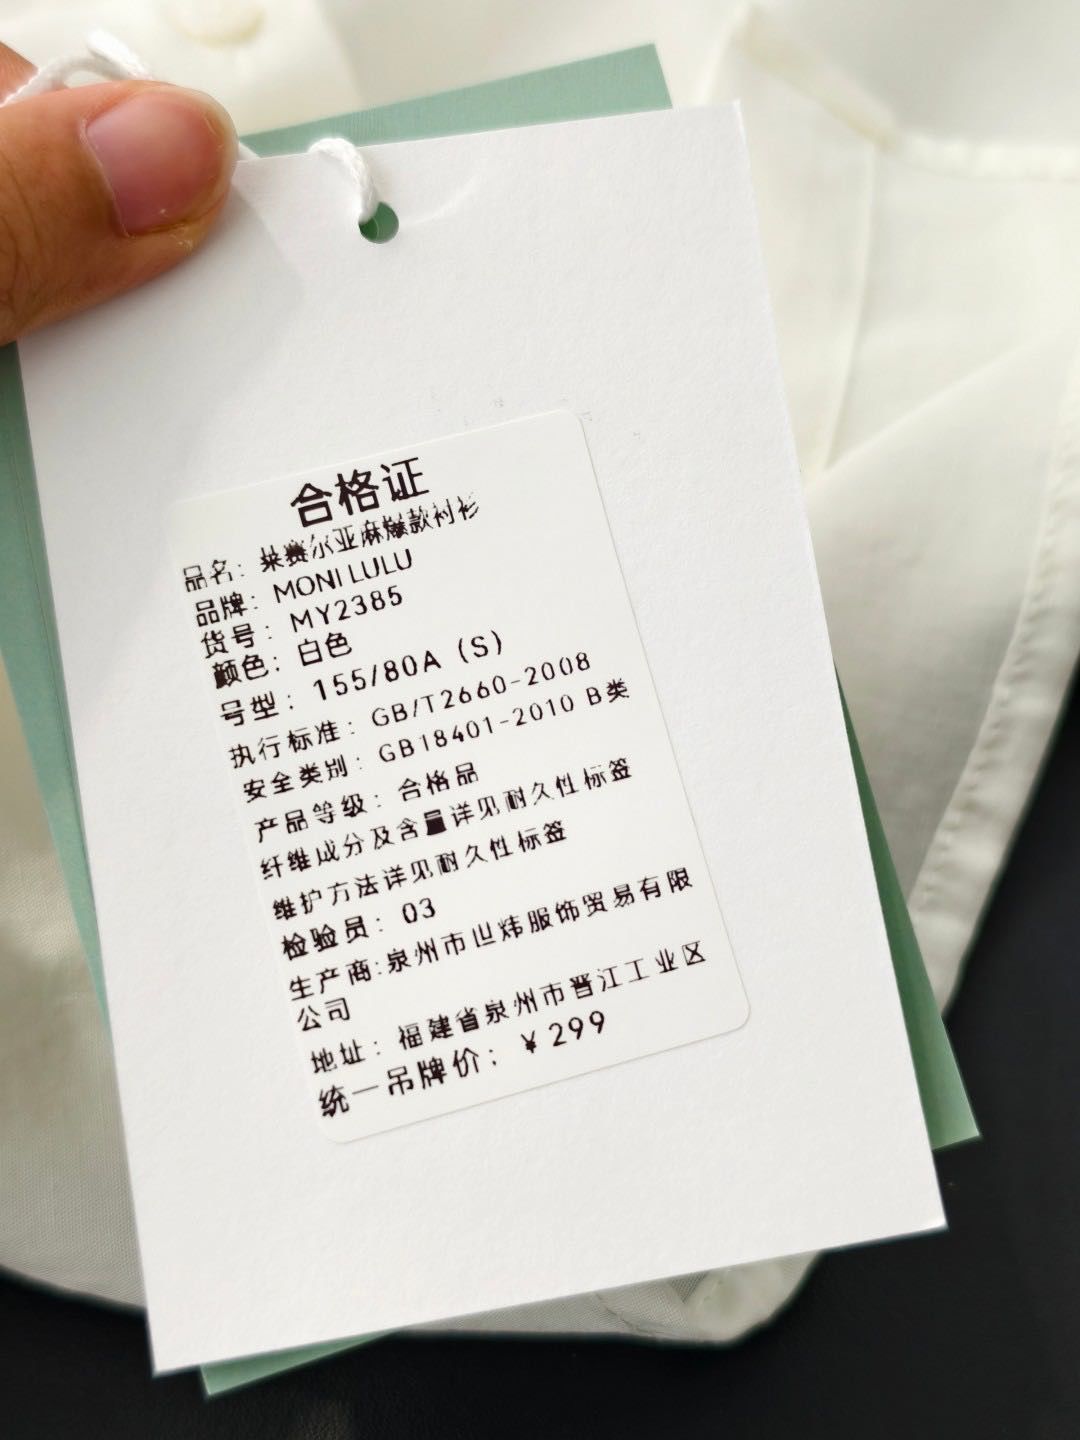 合格证
品名：莱赛尔亚麻爆款衬衫
品牌：MONI LULU
货号：MY2385
颜色：白色
号型：155/80A（S）
执行标准：GB/T2660-2008
安全类别：GB18401-2010 B类
产品等级：合格品
纤维成分及含量详见耐久性标签
维护方法详见耐久性标签
检验员：03
生产商:泉州市世炜服饰贸易有限
公司
地址：福建省泉州市晋江工业区
统一吊牌价：￥299